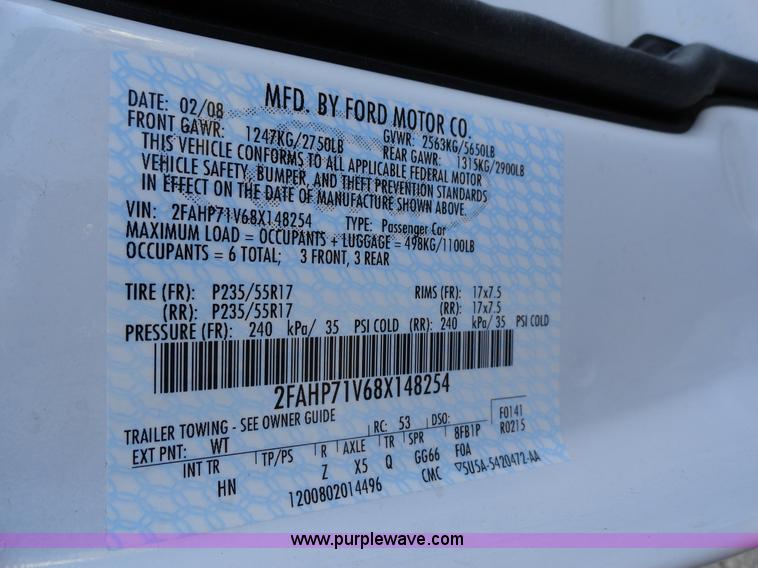 MFD. BY FORD MOTOR CO.
DATE: 02/08 GVWR: 2563KG/5650LB
FRONT GAWR: 1247KG/2750LB REAR GAWR: 1315KG/2900LB
THIS VEHICLE CONFORMS TO ALL APPLICABLE FEDERAL MOTOR
VEHICLE SAFETY, BUMPER, AND THEFT PREVENTION STANDARDS
IN EFFECT ON THE DATE OF MANUFACTURE SHOWN ABOVE.
VIN: 2FAHP71V68X148254 TYPE: Passenger Car
MAXIMUM LOAD = OCCUPANTS + LUGGAGE = 498KG/1100LB
OCCUPANTS = 6 TOTAL; 3 FRONT, 3 REAR
TIRE (FR): P235/55R17 RIMS (FR): 17x7.5
(RR): P235/55R17 (RR): 17x7.5
PRESSURE (FR): 240 kPa/ 35 PSI COLD (RR): 240 kPa/ 35 PSI COLD
2FAHP71V68X148254
TRAILER TOWING - SEE OWNER GUIDE F0141
EXT PNT: WT RC: 53 DSO: R0215
INT TR TP/PS R AXLE TR SPR 8FB1P
HN Z X5 Q GG66 F0A
1200802014496 CMC ▽5U5A-5420472-AA
www.purplewave.com